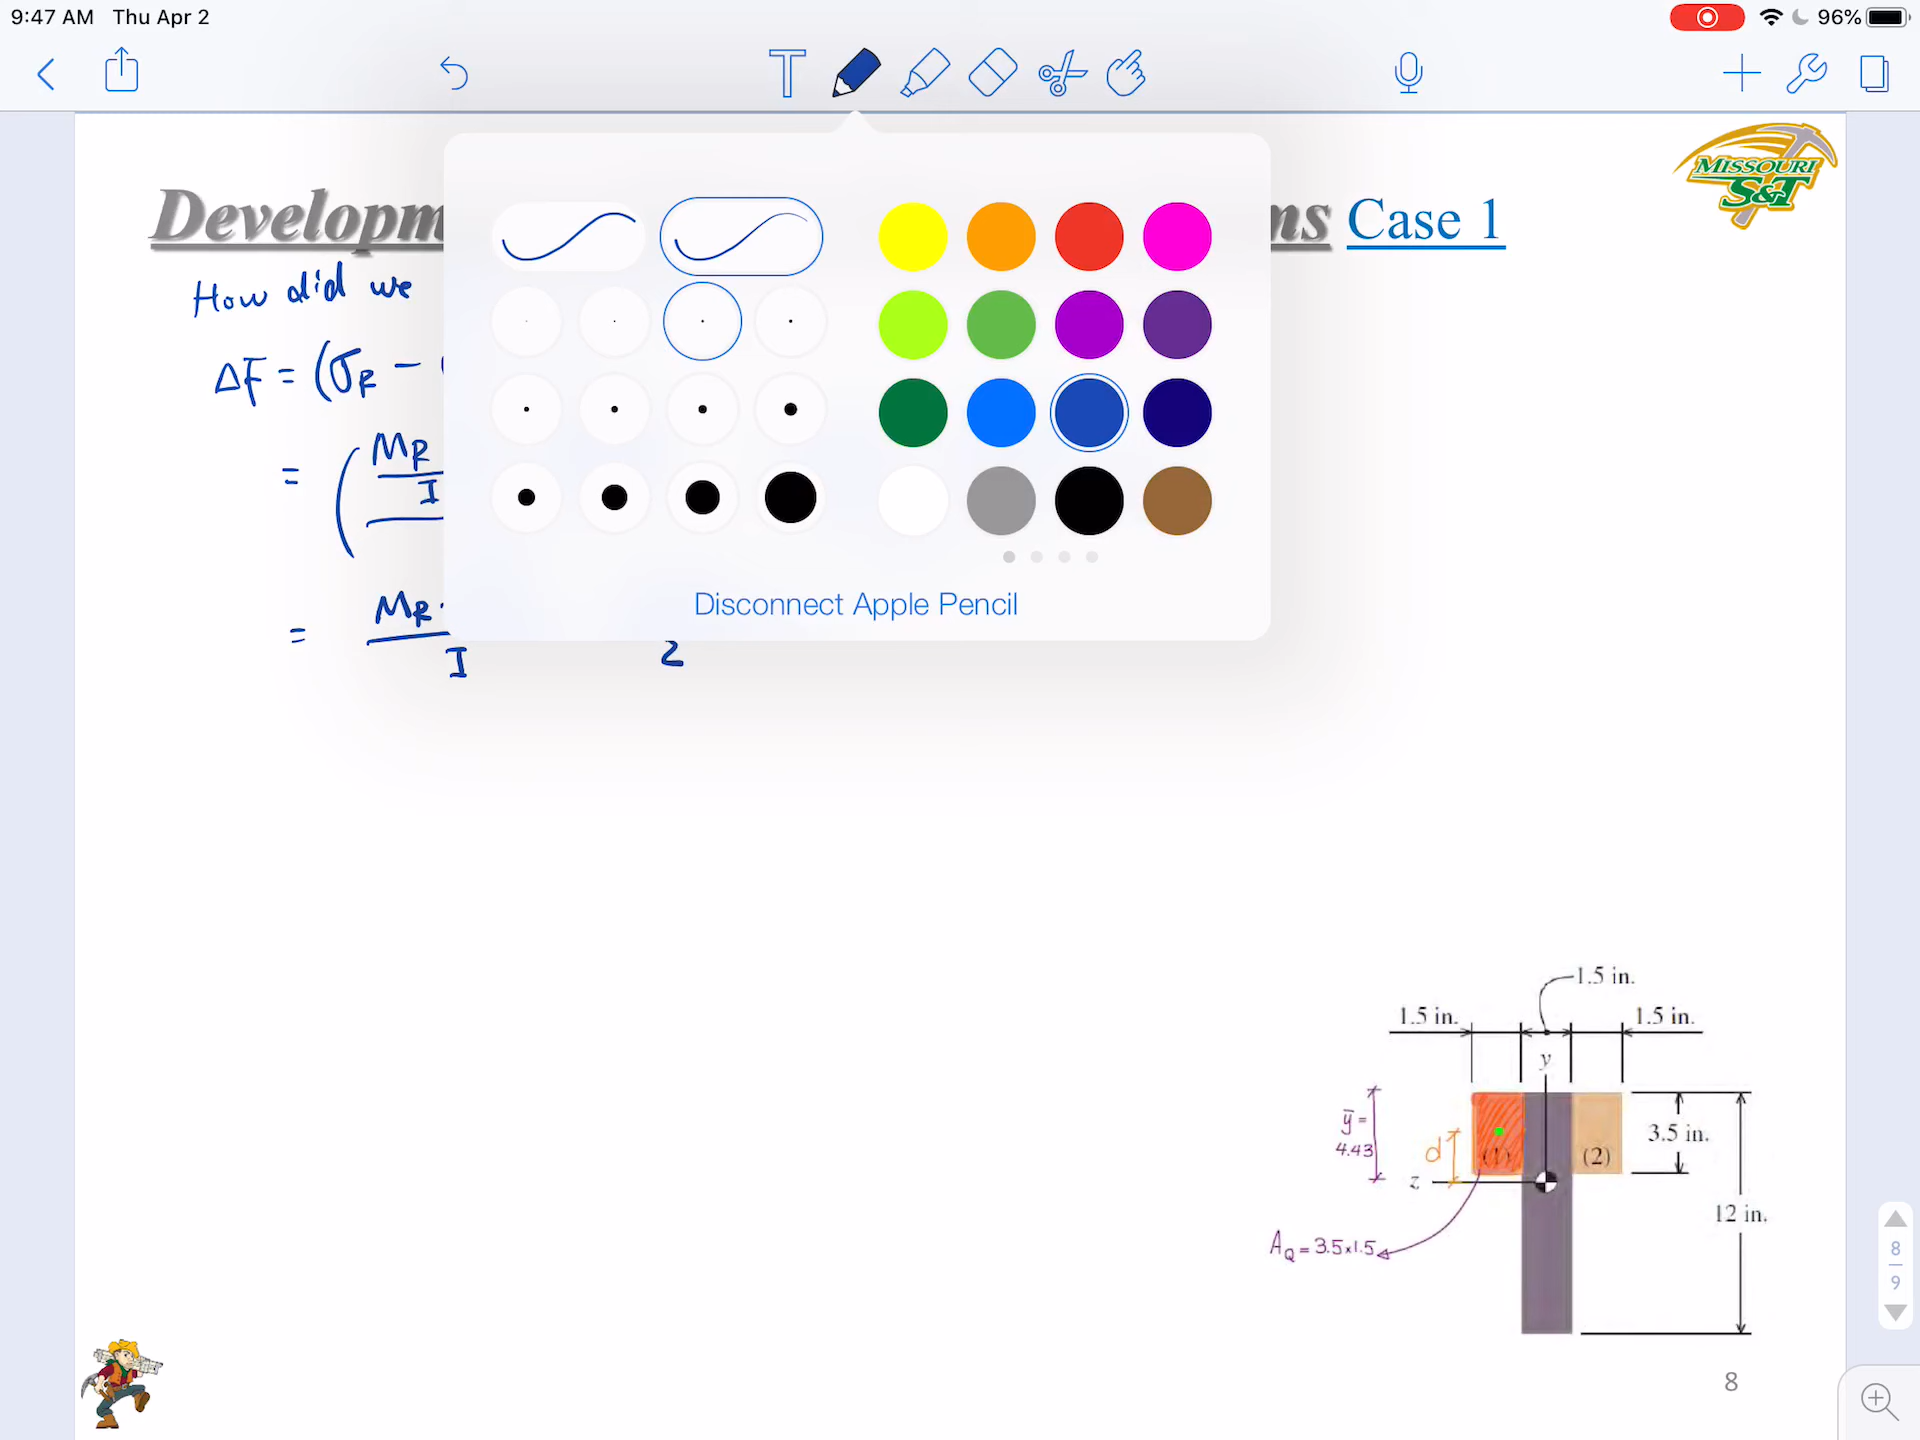 9:47 AM Thu Apr 2
96%
T
MISSOURI
S&T
Developm
ns Case 1
How did we
ΔF = (σR − (
= ( MR
I
= MR
I
2
Disconnect Apple Pencil
1.5 in.
1.5 in.
1.5 in.
y
ȳ =
4.43
d
(1)
(2)
3.5 in.
z
12 in.
AQ = 3.5×1.5
8
9
8